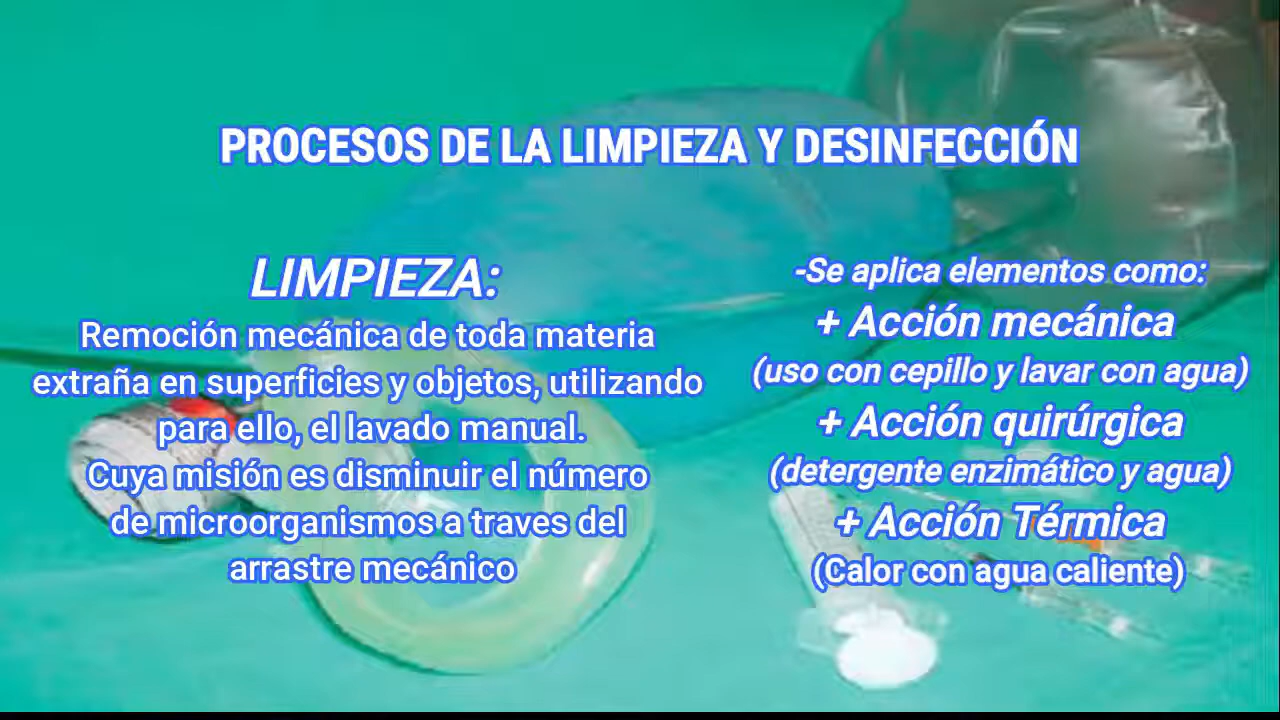 PROCESOS DE LA LIMPIEZA Y DESINFECCIÓN
LIMPIEZA:
Remoción mecánica de toda materia
extraña en superficies y objetos, utilizando
para ello, el lavado manual.
Cuya misión es disminuir el número
de microorganismos a traves del
arrastre mecánico
-Se aplica elementos como:
+ Acción mecánica
(uso con cepillo y lavar con agua)
+ Acción quirúrgica
(detergente enzimático y agua)
+ Acción Térmica
(Calor con agua caliente)